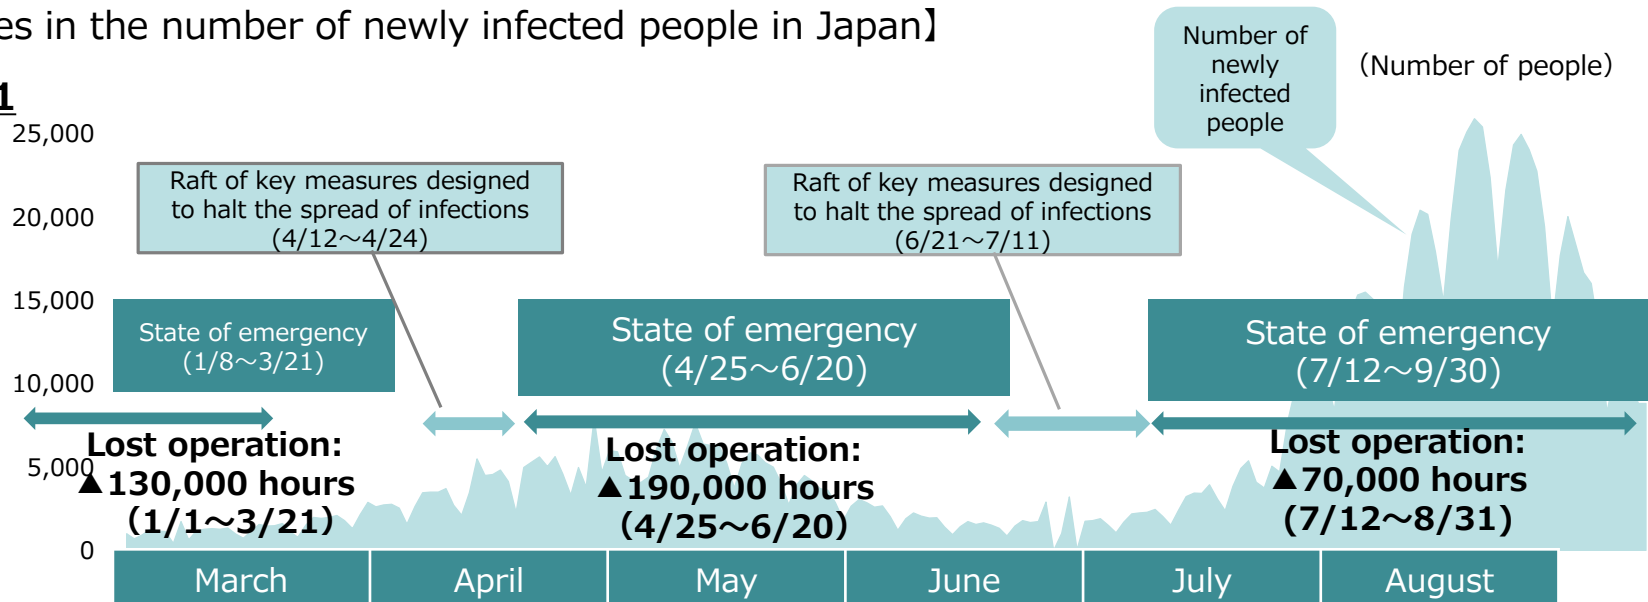 es in the number of newly infected people in Japan】
1
Number of
newly
infected
people
（Number of people）
25,000
20,000
15,000
10,000
5,000
0
Raft of key measures designed
to halt the spread of infections
(4/12～4/24)
Raft of key measures designed
to halt the spread of infections
(6/21～7/11)
State of emergency
(1/8～3/21)
State of emergency
(4/25～6/20)
State of emergency
(7/12～9/30)
Lost operation:
▲130,000 hours
（1/1～3/21）
Lost operation:
▲190,000 hours
（4/25～6/20）
Lost operation:
▲70,000 hours
(7/12～8/31)
March
April
May
June
July
August